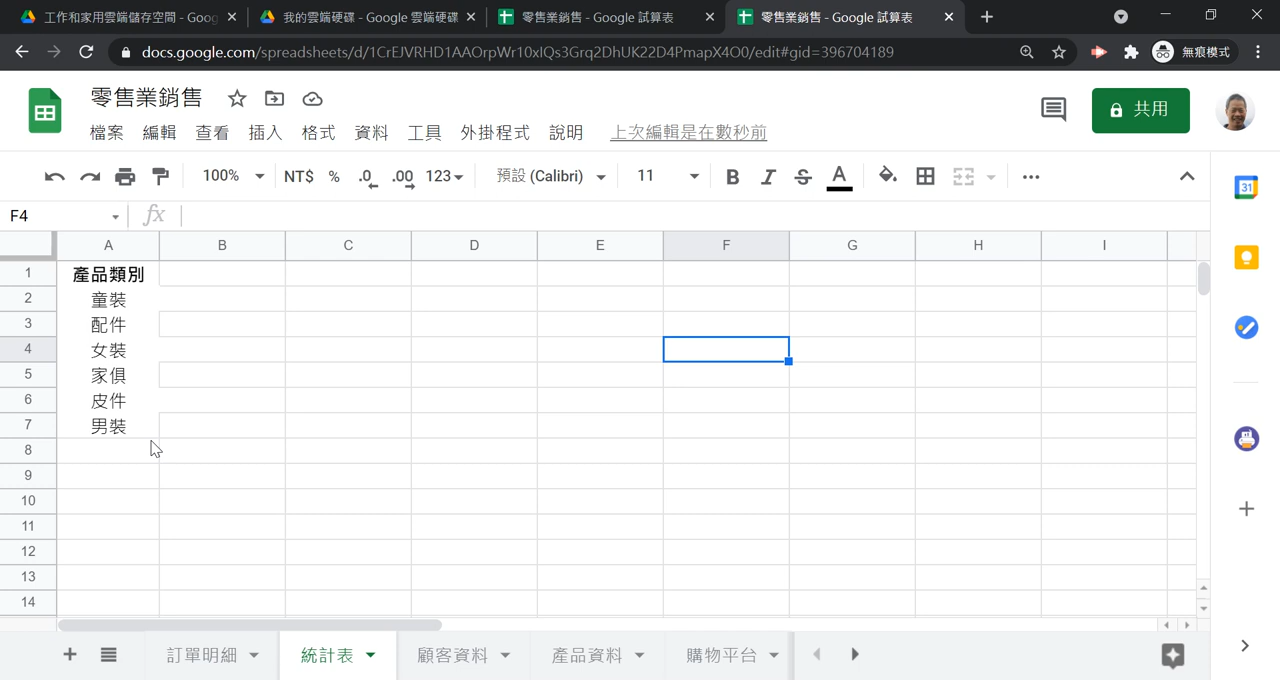 工作和家用雲端儲存空間 - Goog
我的雲端硬碟 - Google 雲端硬碟
零售業銷售 - Google 試算表
零售業銷售 - Google 試算表
docs.google.com/spreadsheets/d/1CrEJVRHD1AAOrpWr10xIQs3Grq2DhUK22D4PmapX4O0/edit#gid=396704189
無痕模式
零售業銷售
檔案 編輯 查看 插入 格式 資料 工具 外掛程式 說明 上次編輯是在數秒前
共用
100% NT$ % .0 .00 123 預設 (Calibri) 11 B I S A
31
F4 fx
A B C D E F G H I
1 產品類別
2 童裝
3 配件
4 女裝
5 家俱
6 皮件
7 男裝
8
9
10
11
12
13
14
訂單明細 統計表 顧客資料 產品資料 購物平台